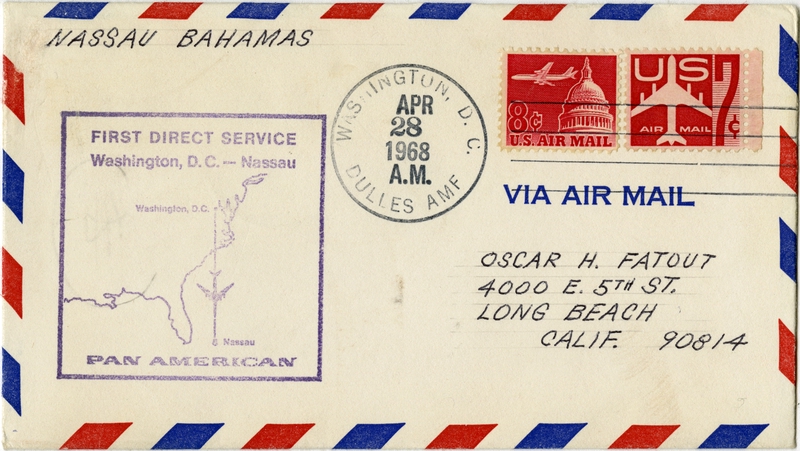 NASSAU BAHAMAS
FIRST DIRECT SERVICE
Washington, D.C. — Nassau
Washington, D.C.
Nassau
PAN AMERICAN
WASHINGTON, D. C.
APR
28
1968
A.M.
DULLES AMF
8¢
U.S. AIR MAIL
US
AIR MAIL
7¢
VIA AIR MAIL
OSCAR H. FATOUT
4000 E. 5TH ST.
LONG BEACH
CALIF. 90814